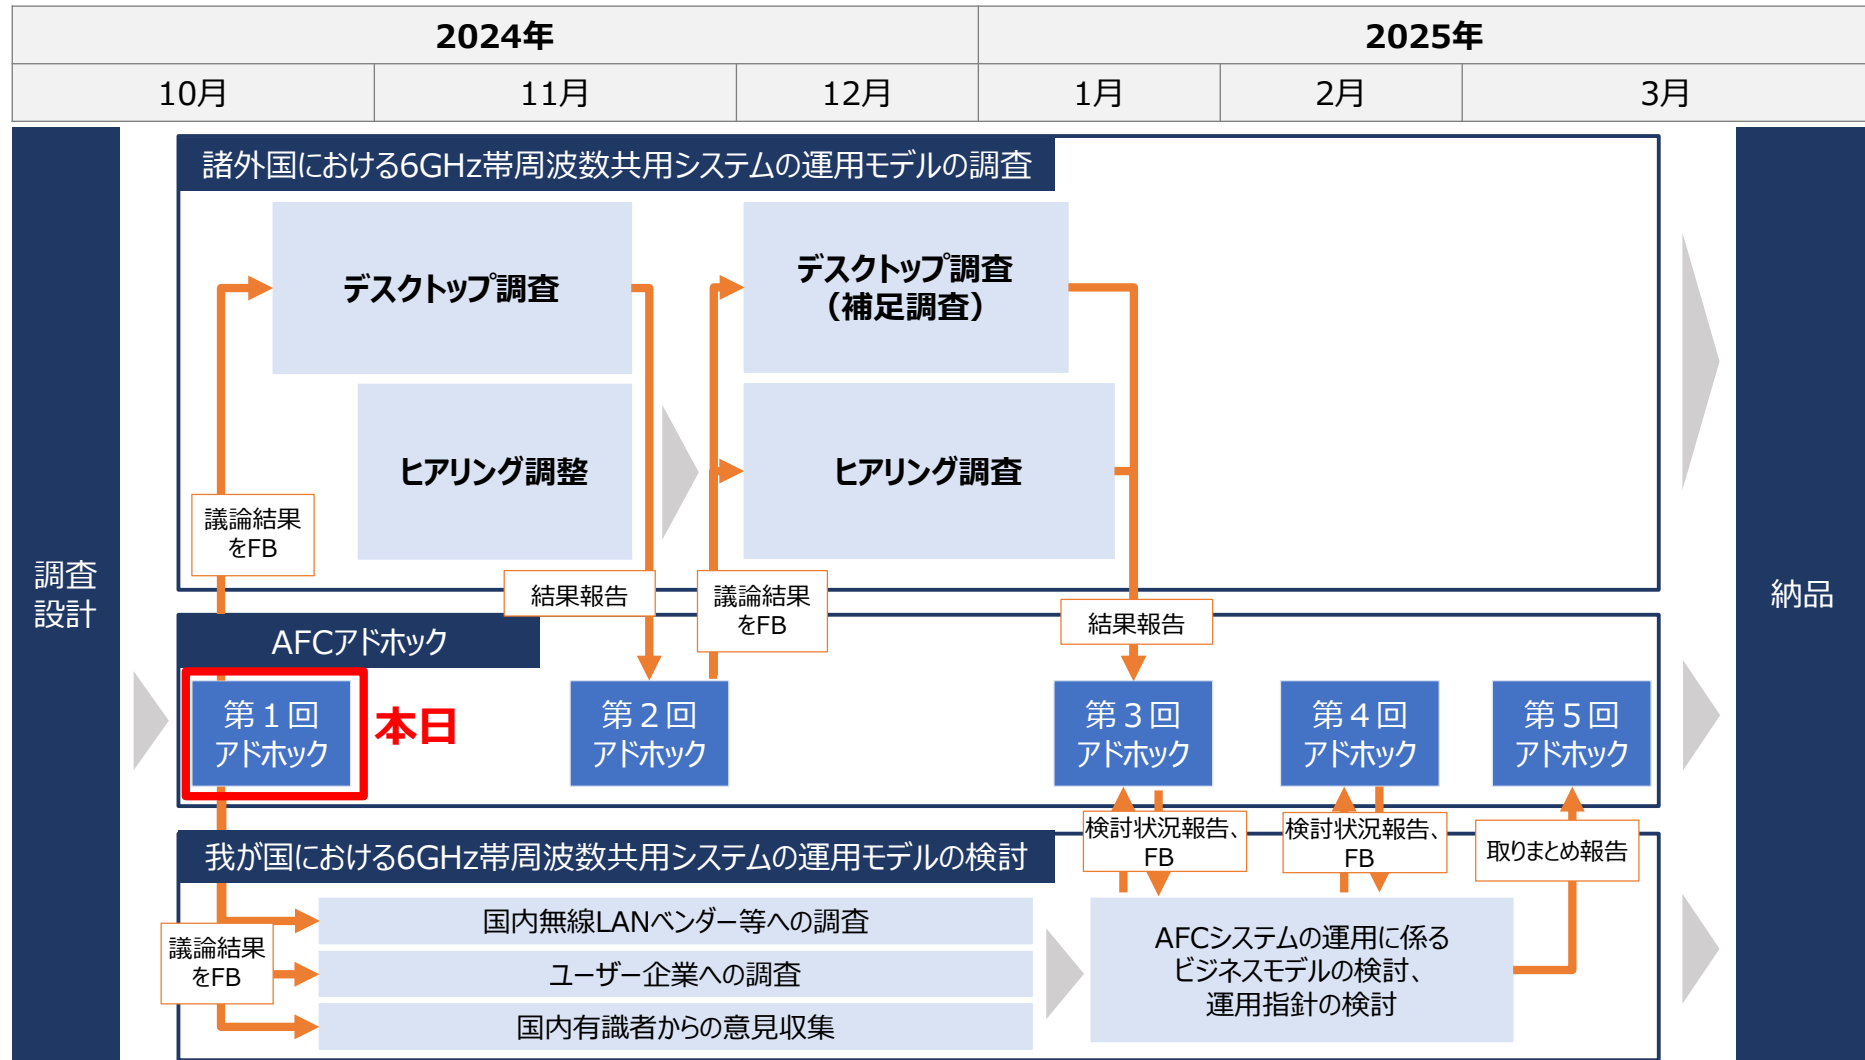 2024年
2025年
10月
11月
12月
1月
2月
3月
調査
設計
諸外国における6GHz帯周波数共用システムの運用モデルの調査
デスクトップ調査
デスクトップ調査
（補足調査）
ヒアリング調整
ヒアリング調査
議論結果
をFB
結果報告
議論結果
をFB
結果報告
AFCアドホック
第１回
アドホック
本日
第２回
アドホック
第３回
アドホック
第４回
アドホック
第５回
アドホック
検討状況報告、
FB
検討状況報告、
FB
取りまとめ報告
我が国における6GHz帯周波数共用システムの運用モデルの検討
議論結果
をFB
国内無線LANベンダー等への調査
ユーザー企業への調査
国内有識者からの意見収集
AFCシステムの運用に係る
ビジネスモデルの検討、
運用指針の検討
納品